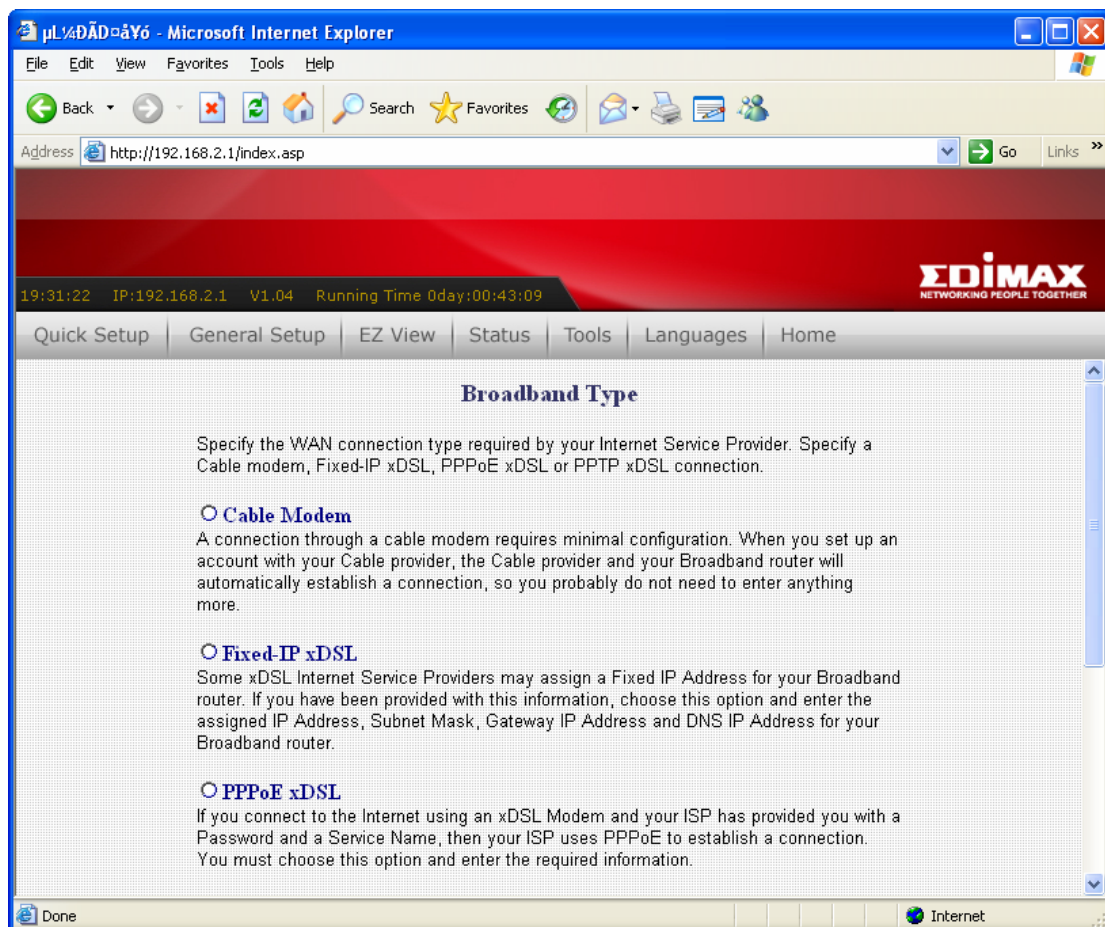 µL¼ÐÃD¤å¥ó - Microsoft Internet Explorer
File Edit View Favorites Tools Help
Back Search Favorites
Address http://192.168.2.1/index.asp Go Links »
EDIMAX
NETWORKING PEOPLE TOGETHER
19:31:22 IP:192.168.2.1 V1.04 Running Time 0day:00:43:09
Quick Setup General Setup EZ View Status Tools Languages Home
Broadband Type
Specify the WAN connection type required by your Internet Service Provider. Specify a
Cable modem, Fixed-IP xDSL, PPPoE xDSL or PPTP xDSL connection.
Cable Modem
A connection through a cable modem requires minimal configuration. When you set up an
account with your Cable provider, the Cable provider and your Broadband router will
automatically establish a connection, so you probably do not need to enter anything
more.
Fixed-IP xDSL
Some xDSL Internet Service Providers may assign a Fixed IP Address for your Broadband
router. If you have been provided with this information, choose this option and enter the
assigned IP Address, Subnet Mask, Gateway IP Address and DNS IP Address for your
Broadband router.
PPPoE xDSL
If you connect to the Internet using an xDSL Modem and your ISP has provided you with a
Password and a Service Name, then your ISP uses PPPoE to establish a connection.
You must choose this option and enter the required information.
Done Internet